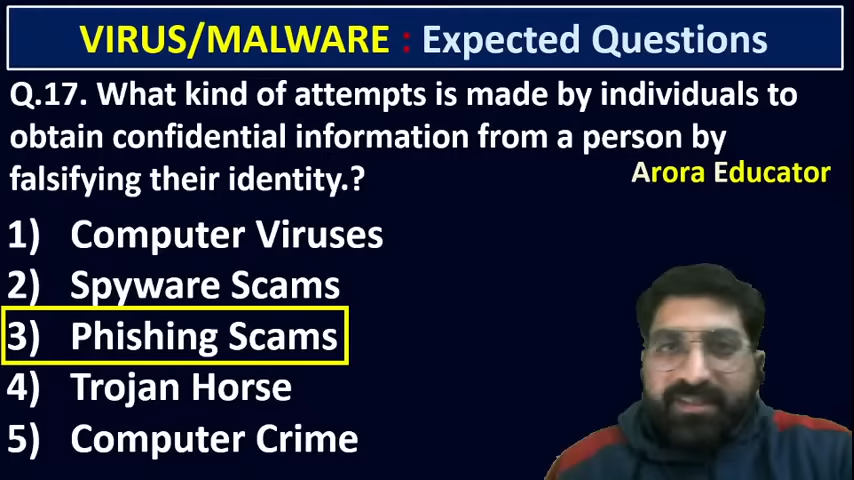 VIRUS/MALWARE : Expected Questions
Q.17. What kind of attempts is made by individuals to
obtain confidential information from a person by
falsifying their identity.?
Arora Educator
1) Computer Viruses
2) Spyware Scams
3) Phishing Scams
4) Trojan Horse
5) Computer Crime